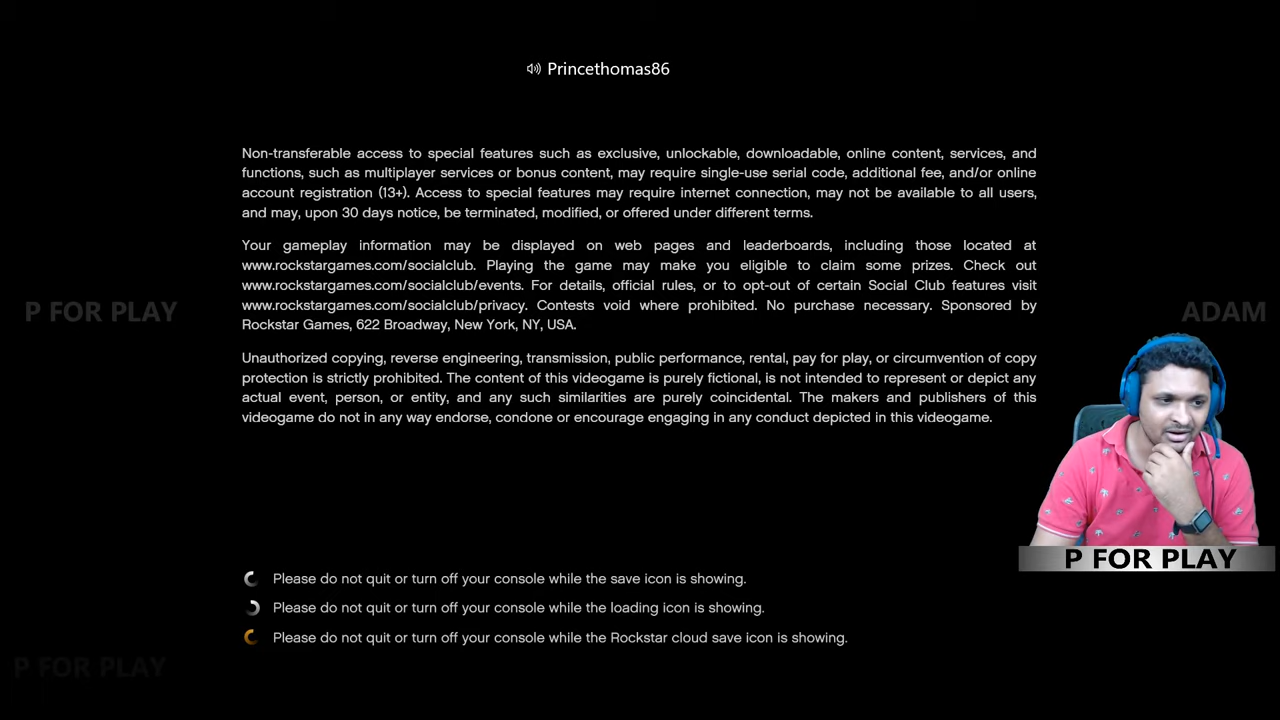 Princethomas86
Non-transferable access to special features such as exclusive, unlockable, downloadable, online content, services, and
functions, such as multiplayer services or bonus content, may require single-use serial code, additional fee, and/or online
account registration (13+). Access to special features may require internet connection, may not be available to all users,
and may, upon 30 days notice, be terminated, modified, or offered under different terms.
Your gameplay information may be displayed on web pages and leaderboards, including those located at
www.rockstargames.com/socialclub. Playing the game may make you eligible to claim some prizes. Check out
www.rockstargames.com/socialclub/events. For details, official rules, or to opt-out of certain Social Club features visit
www.rockstargames.com/socialclub/privacy. Contests void where prohibited. No purchase necessary. Sponsored by
Rockstar Games, 622 Broadway, New York, NY, USA.
P FOR PLAY
ADAM
Unauthorized copying, reverse engineering, transmission, public performance, rental, pay for play, or circumvention of copy
protection is strictly prohibited. The content of this videogame is purely fictional, is not intended to represent or depict any
actual event, person, or entity, and any such similarities are purely coincidental. The makers and publishers of this
videogame do not in any way endorse, condone or encourage engaging in any conduct depicted in this videogame.
P FOR PLAY
Please do not quit or turn off your console while the save icon is showing.
Please do not quit or turn off your console while the loading icon is showing.
Please do not quit or turn off your console while the Rockstar cloud save icon is showing.
P FOR PLAY